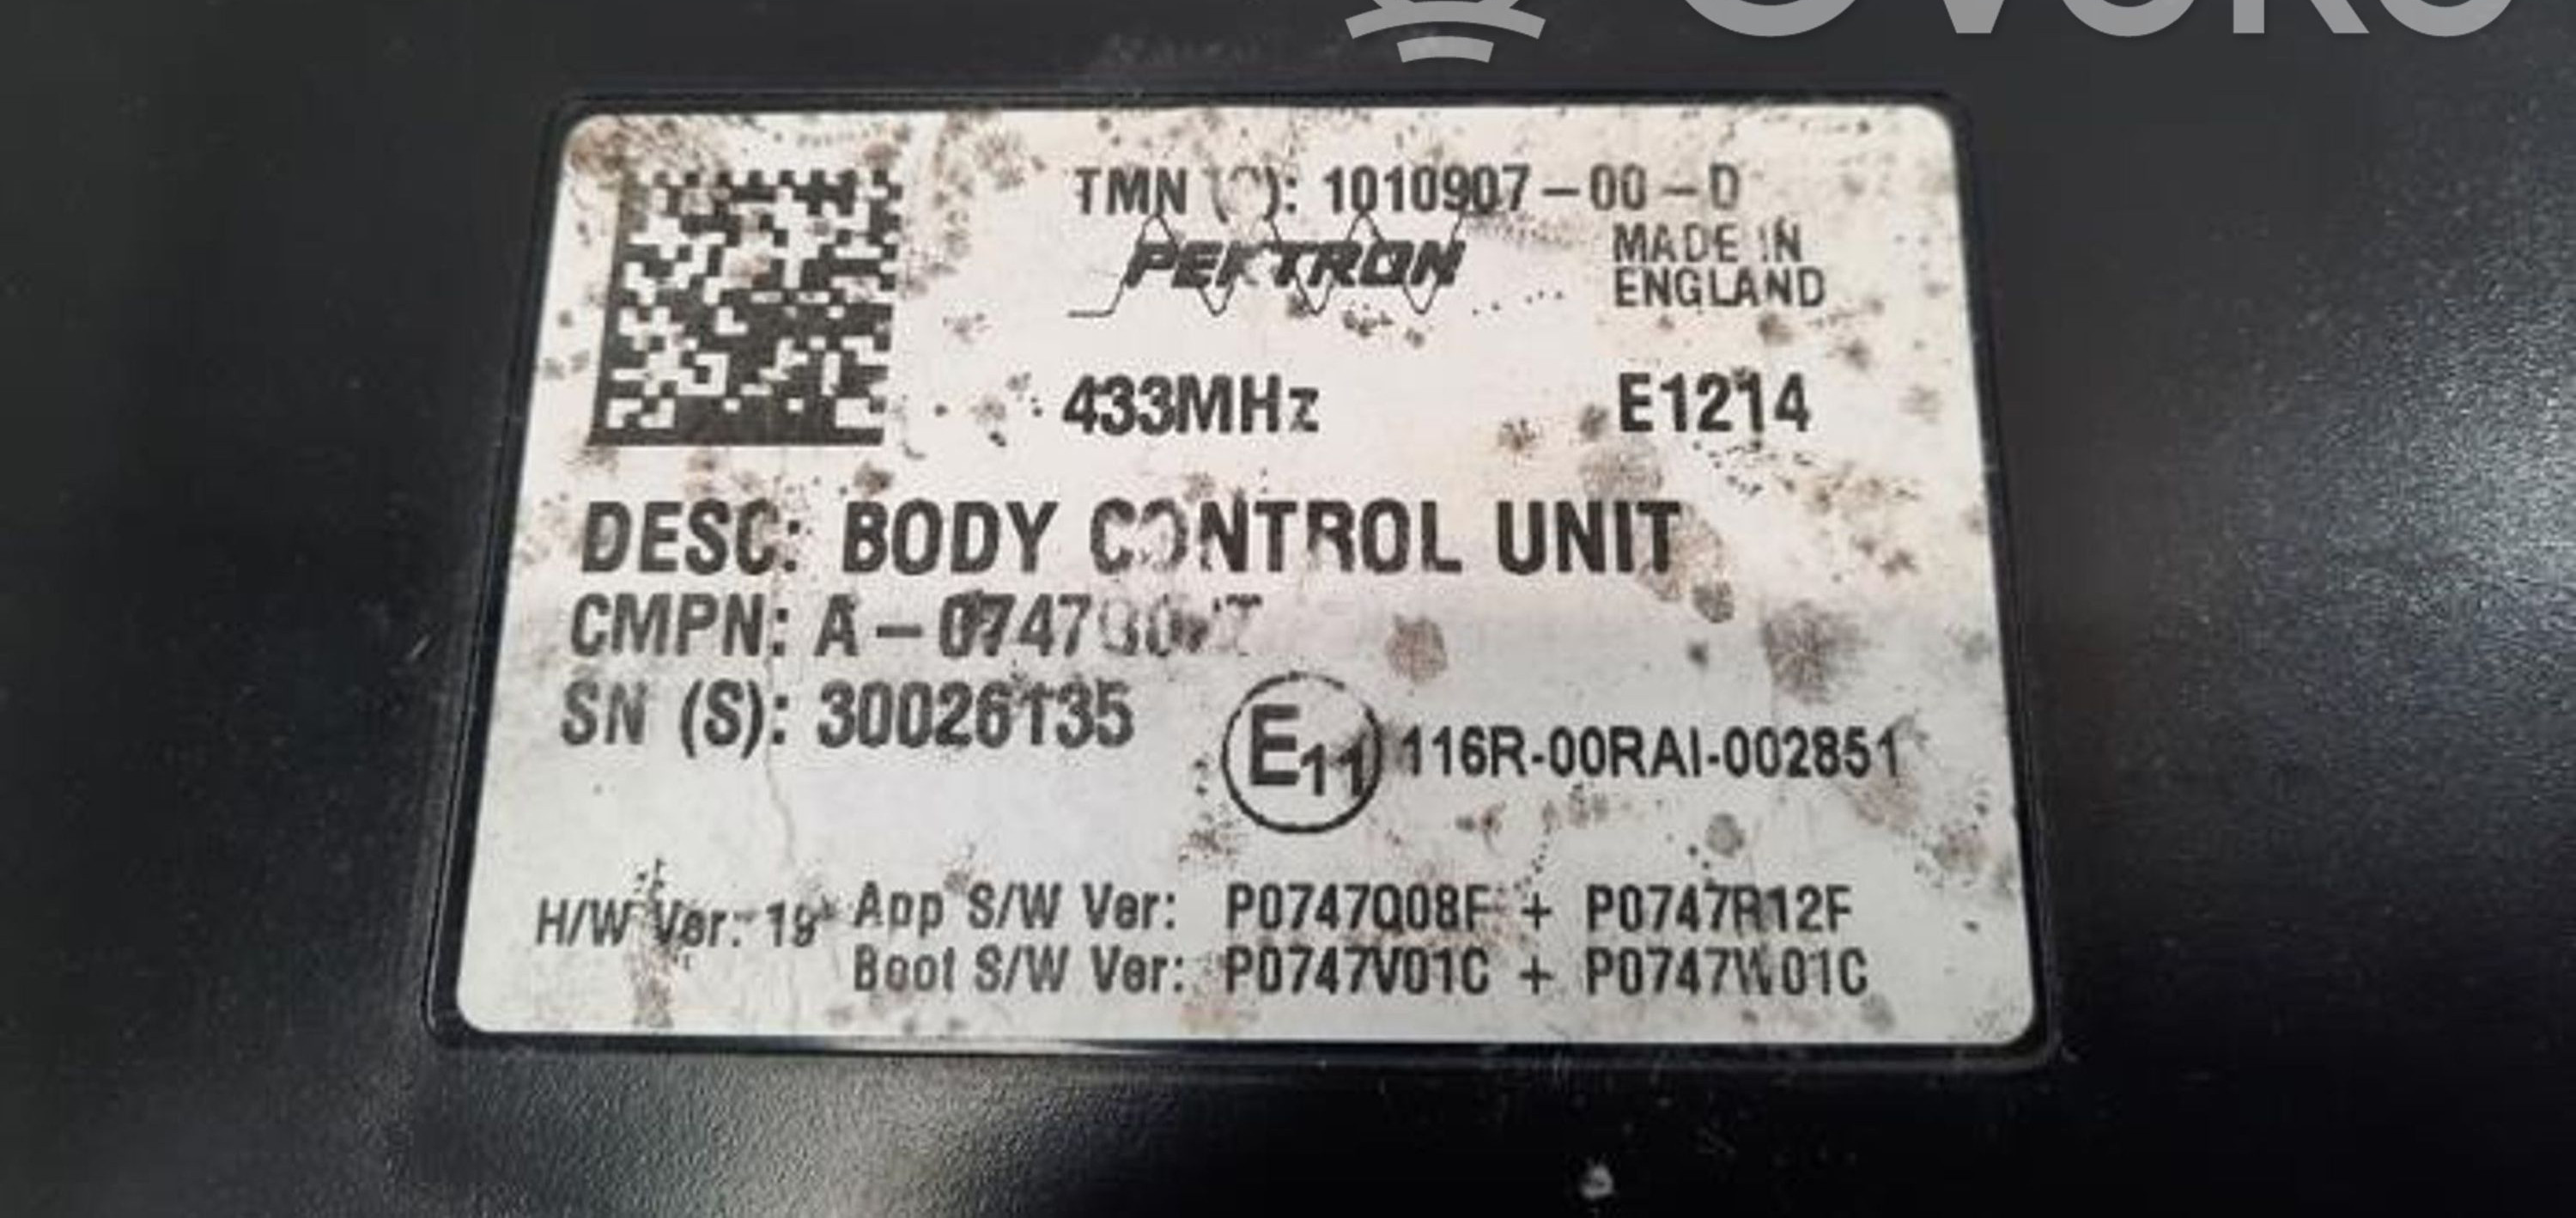 TMN : 1010907-00-D
PEKTRON
MADE IN
ENGLAND
433MHz
E1214
DESC: BODY CONTROL UNIT
CMPN:
SN (S): 30026135
E11 116R-00RAI-002851
H/W Ver: 19
App S/W Ver: P0747Q08F + P0747R12F
Boot S/W Ver: P0747V01C + P0747W01C